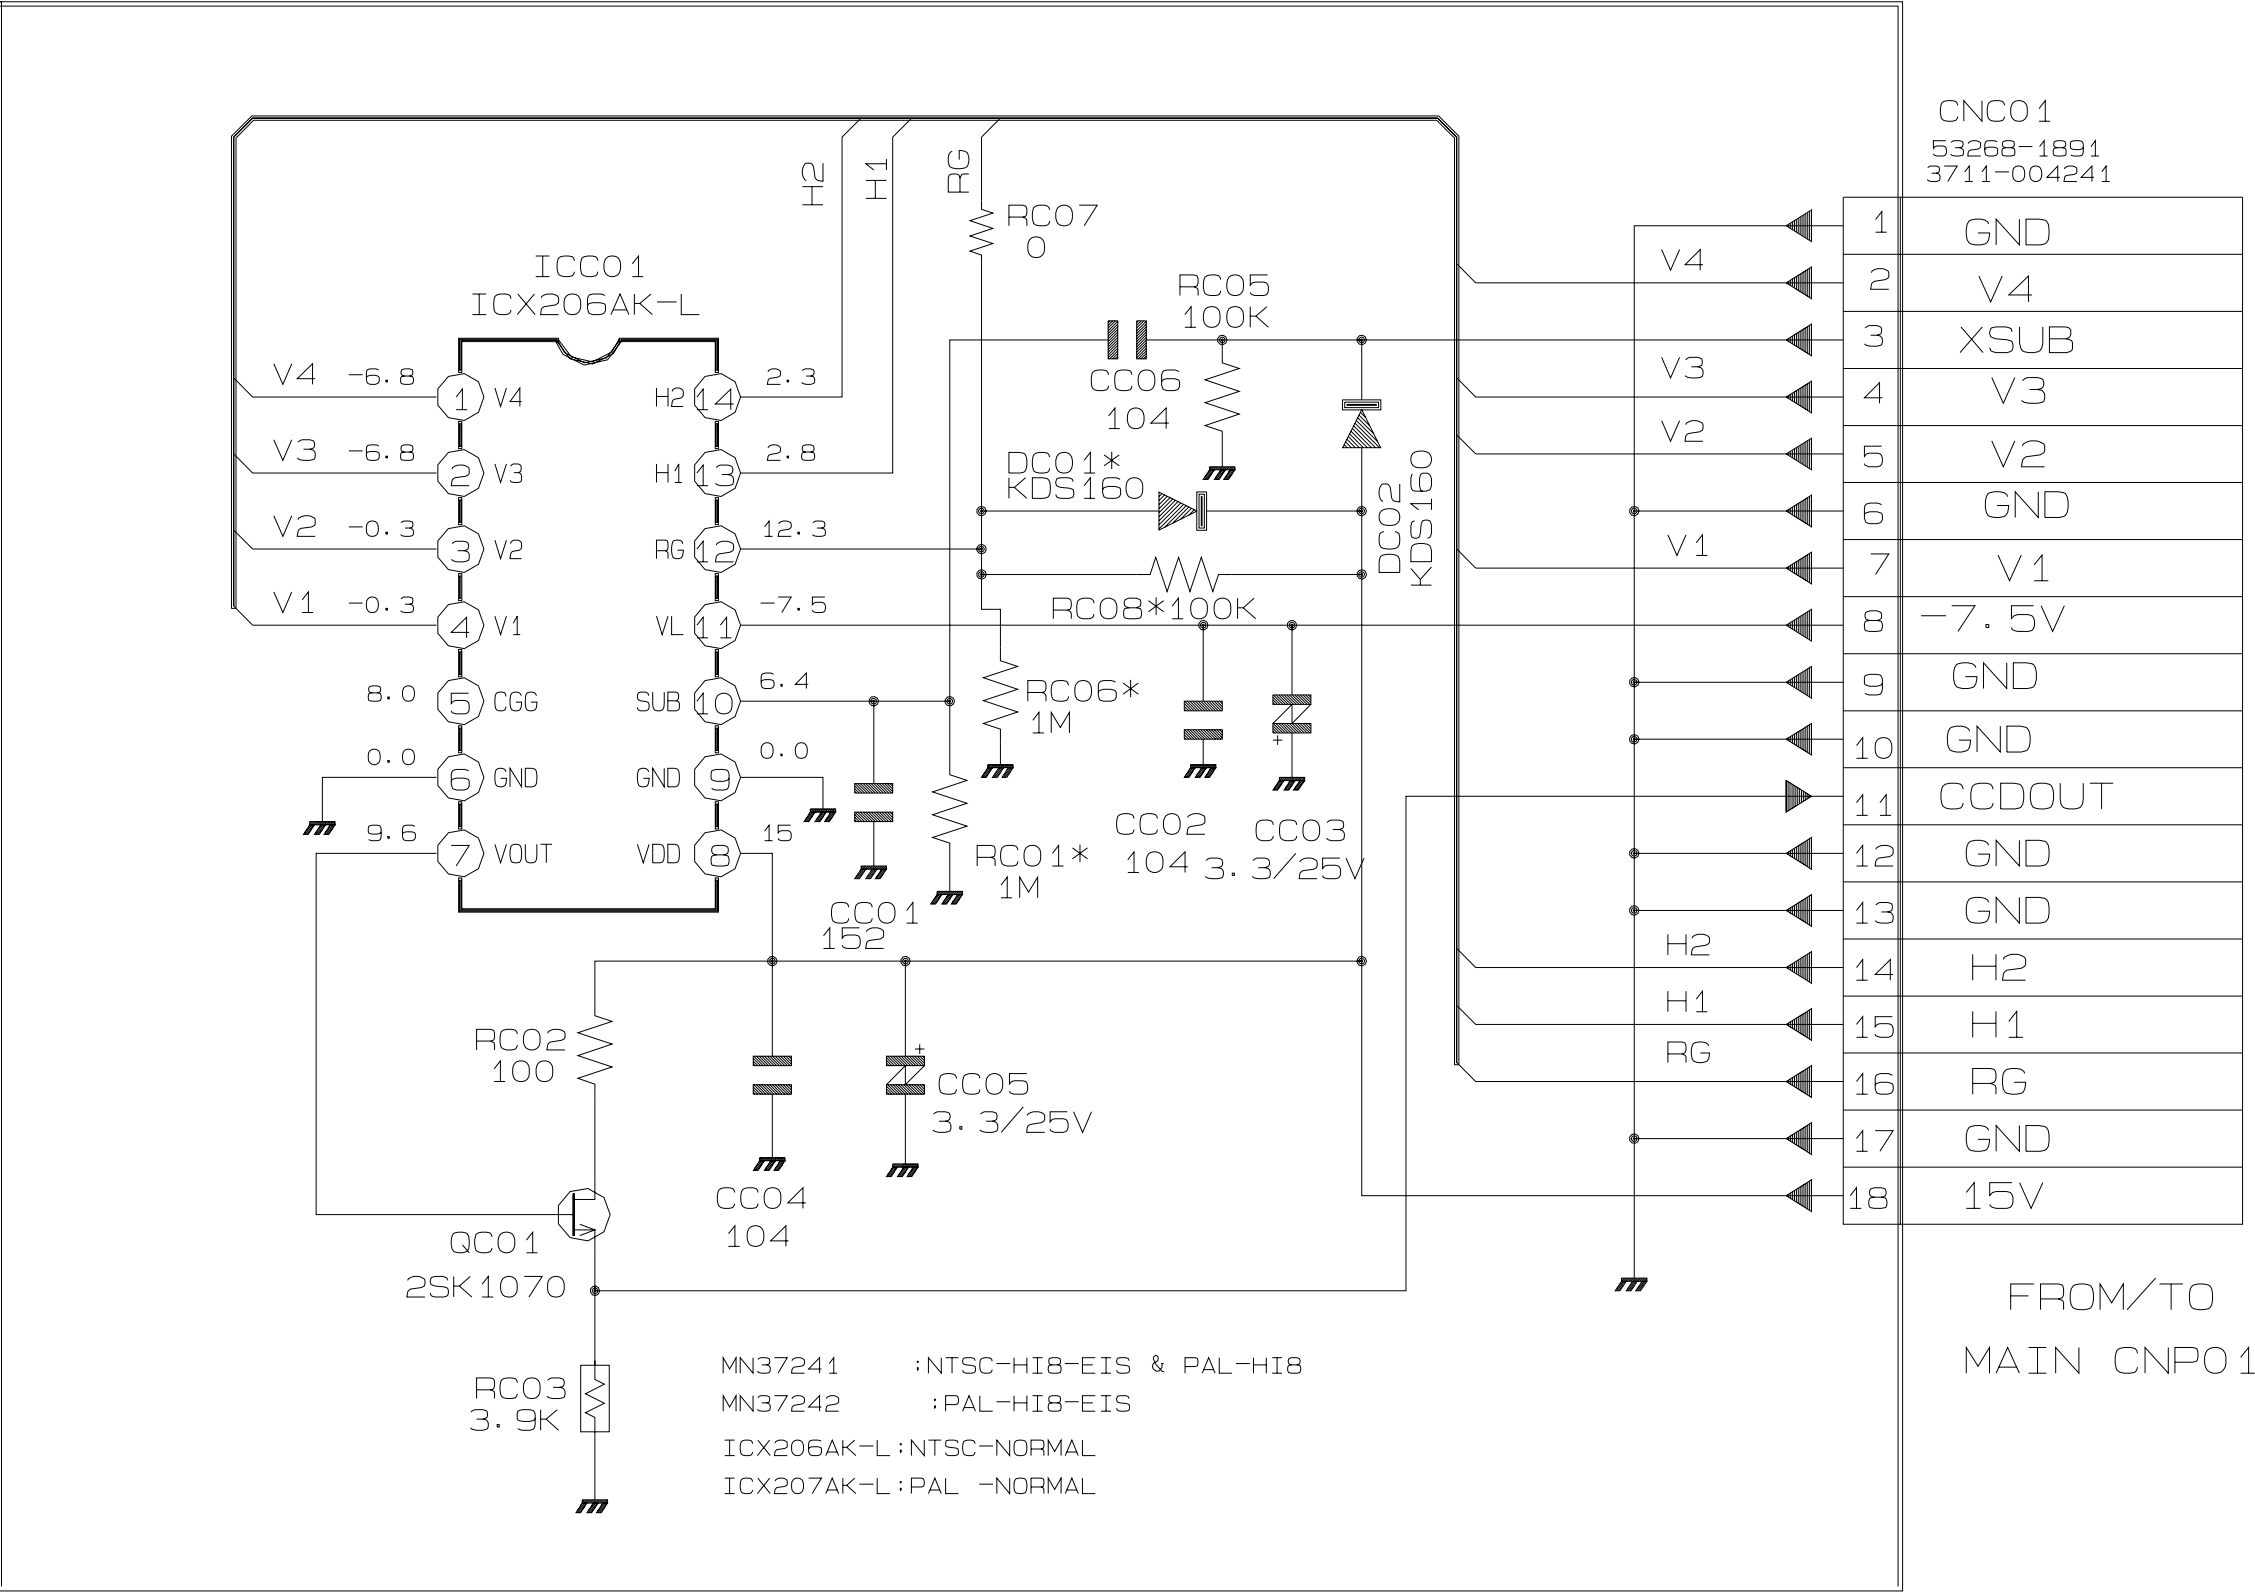 CNC01
53268-1891
3711-004241
H2
H1
RG
RC07
0
ICC01
ICX206AK-L
RC05
100K
CC06
104
DC01*
KDS160
DC02
KDS160
RC08*100K
V4 -6.8 1 V4
V3 -6.8 2 V3
V2 -0.3 3 V2
V1 -0.3 4 V1
8.0 5 CGG
0.0 6 GND
9.6 7 VOUT
H2 14 2.3
H1 13 2.8
RG 12 12.3
VL 11 -7.5
SUB 10 6.4
GND 9 0.0
VDD 8 15
RC06*
1M
CC02
104
CC03
+
3.3/25V
RC01*
1M
CC01
152
RC02
100
+
CC05
3.3/25V
CC04
104
QC01
2SK1070
RC03
3.9K
1 GND
V4 2 V4
3 XSUB
V3 4 V3
V2 5 V2
6 GND
V1 7 V1
8 -7.5V
9 GND
10 GND
11 CCDOUT
12 GND
13 GND
H2 14 H2
H1 15 H1
RG 16 RG
17 GND
18 15V
FROM/TO
MAIN CNP01
MN37241 :NTSC-HI8-EIS & PAL-HI8
MN37242 :PAL-HI8-EIS
ICX206AK-L:NTSC-NORMAL
ICX207AK-L:PAL -NORMAL